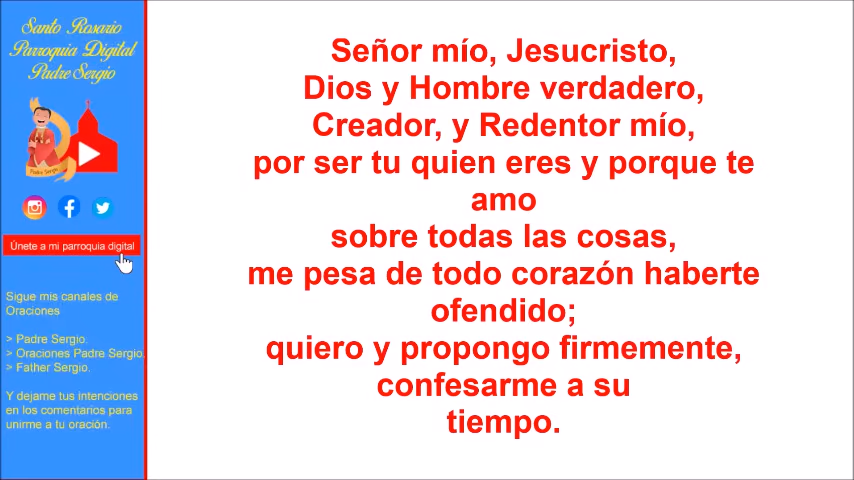 Santo Rosario
Parroquia Digital
Padre Sergio
Padre Sergio
Únete a mi parroquia digital
Sigue mis canales de
Oraciones
> Padre Sergio.
> Oraciones Padre Sergio.
> Father Sergio.
Y dejame tus intenciones
en los comentarios para
unirme a tu oración.
Señor mío, Jesucristo,
Dios y Hombre verdadero,
Creador, y Redentor mío,
por ser tu quien eres y porque te
amo
sobre todas las cosas,
me pesa de todo corazón haberte
ofendido;
quiero y propongo firmemente,
confesarme a su
tiempo.